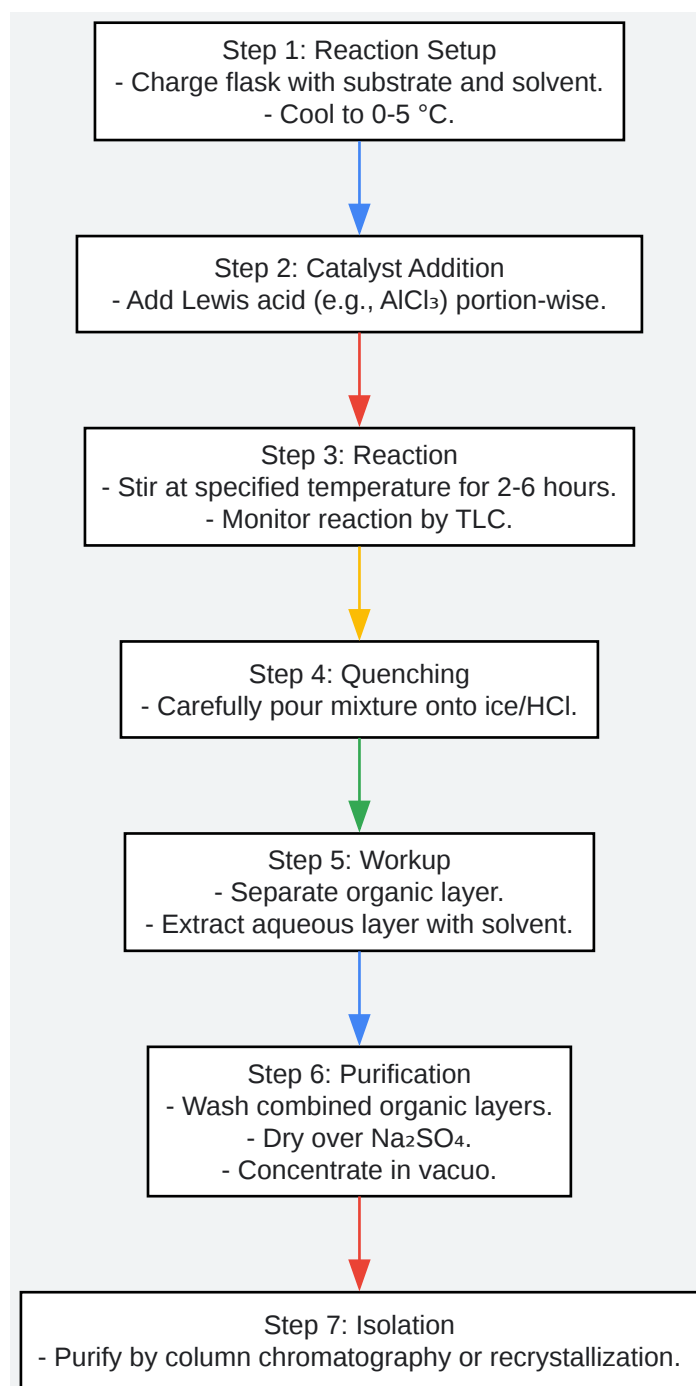 Step 1: Reaction Setup
- Charge flask with substrate and solvent.
- Cool to 0-5 °C.
Step 2: Catalyst Addition
- Add Lewis acid (e.g., AlCl₃) portion-wise.
Step 3: Reaction
- Stir at specified temperature for 2-6 hours.
- Monitor reaction by TLC.
Step 4: Quenching
- Carefully pour mixture onto ice/HCl.
Step 5: Workup
- Separate organic layer.
- Extract aqueous layer with solvent.
Step 6: Purification
- Wash combined organic layers.
- Dry over Na₂SO₄.
- Concentrate in vacuo.
Step 7: Isolation
- Purify by column chromatography or recrystallization.